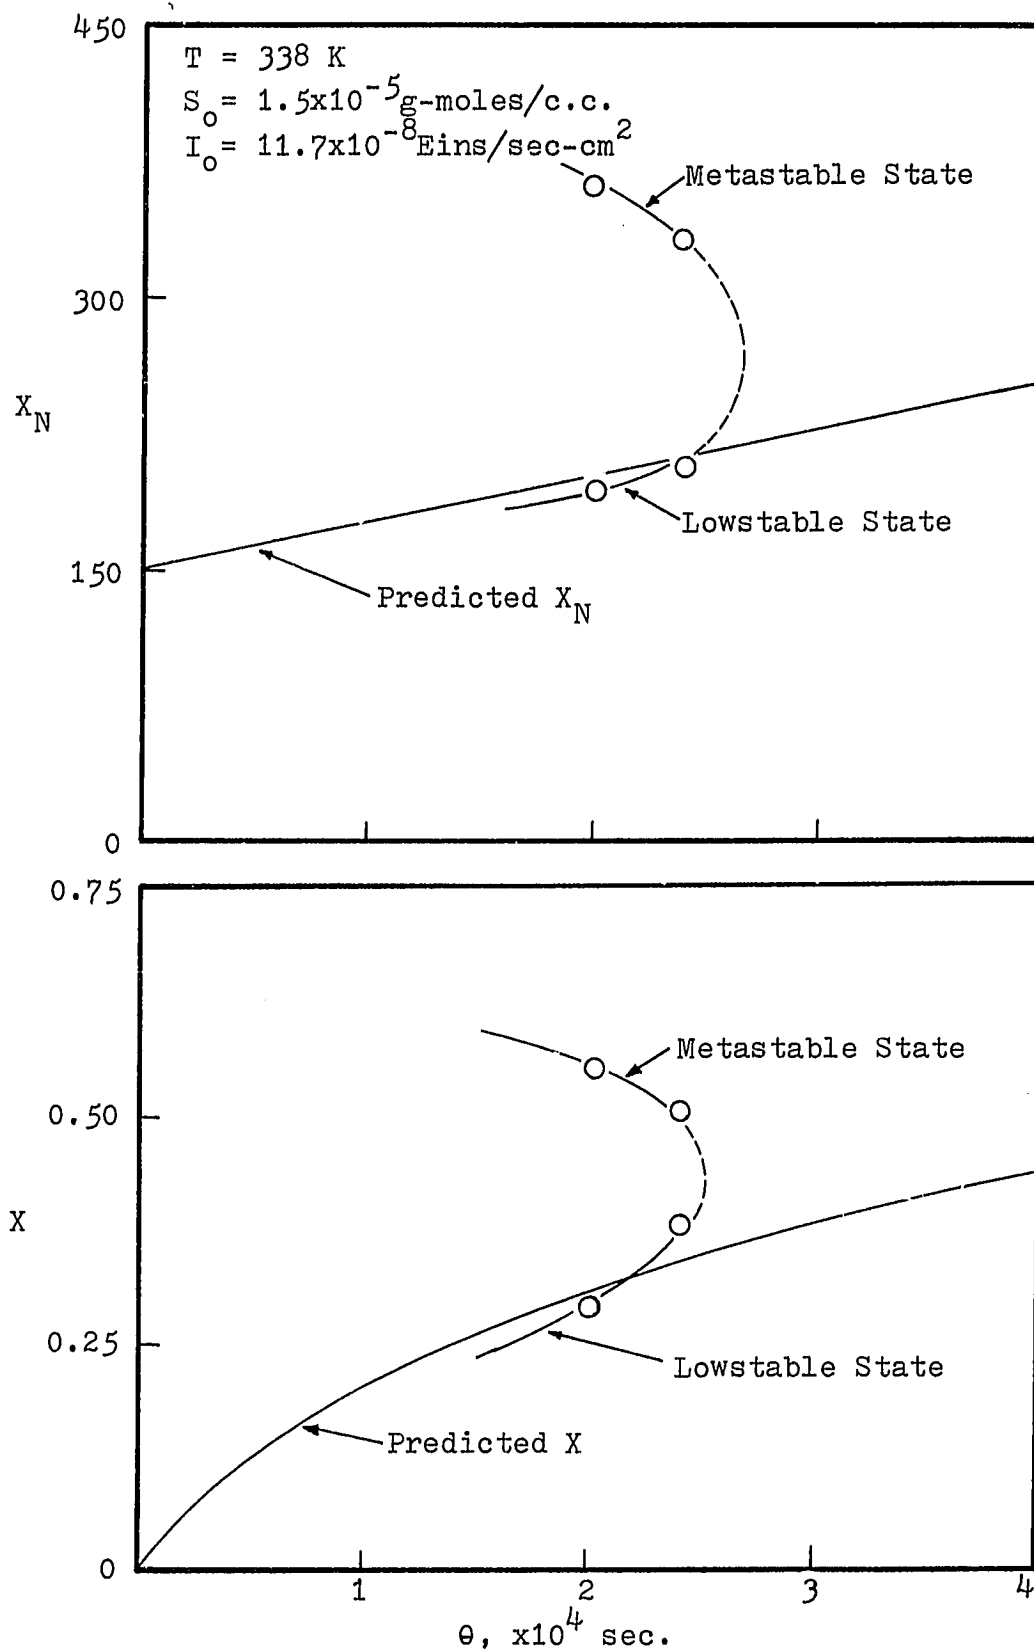 450
T = 338 K
S_o = 1.5x10^-5 g-moles/c.c.
I_o = 11.7x10^-8 Eins/sec-cm^2
Metastable State
300
X_N
Lowstable State
150
Predicted X_N
0
0.75
Metastable State
0.50
X
0.25
Lowstable State
Predicted X
0
1 2 3 4
θ, x10^4 sec.